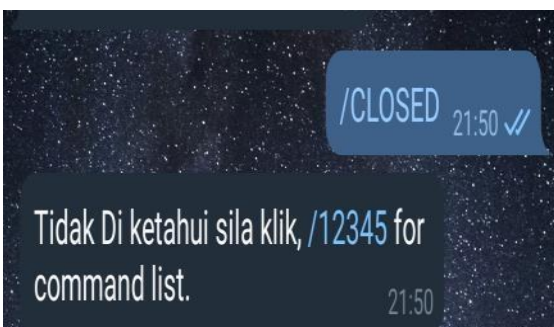 /CLOSED 21:50
Tidak Di ketahui sila klik, /12345 for
command list.
21:50